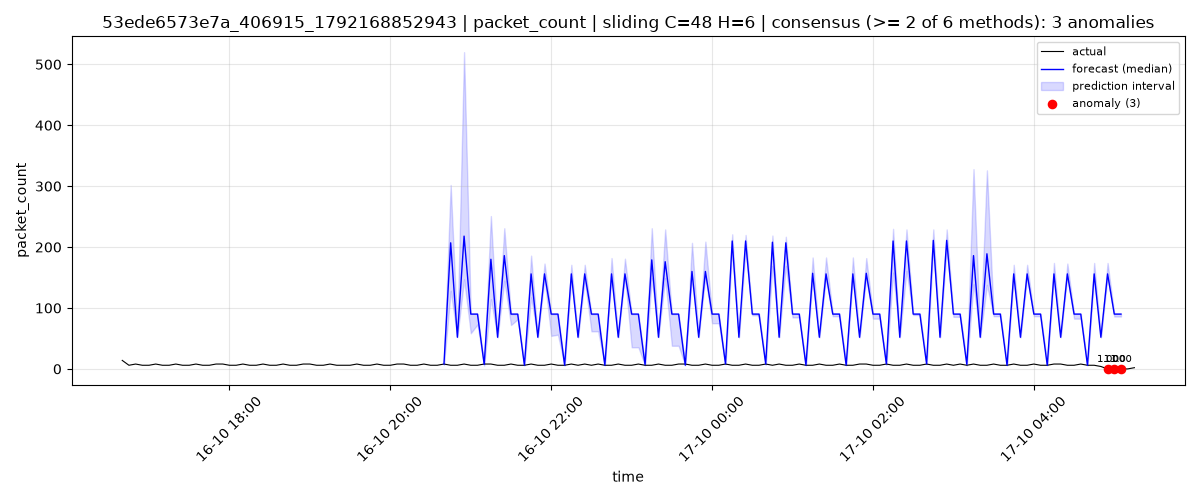 53ede6573e7a_406915_1792168852943 | packet_count | sliding C=48 H=6 | consensus (>= 2 of 6 methods): 3 anomalies
actual
forecast (median)
prediction interval
anomaly (3)
500
400
300
200
100
0
packet_count
16-10 18:00
16-10 20:00
16-10 22:00
17-10 00:00
17-10 02:00
17-10 04:00
time